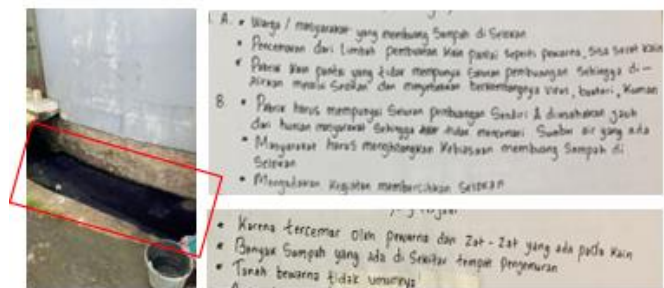 1. A. • Warga / masyarakat yang membuang Sampah di Selokan
• Pencemaran dari Limbah pembuatan Kain pantai seperti pewarna, sisa serat kain
• Pabrik Kain pantai yang tidak mempunyai Saluran pembuangan Sehingga di-
alirkan melalui Selokan dan menyebabkan berkembangnya Virus, bakteri, Kuman
B. • Pabrik harus mempunyai Saluran pembuangan Sendiri & diusahakan jauh
dari hunian masyarakat Sehingga tidak mencemari Sumber air yang ada
• Masyarakat harus menghilangkan Kebiasaan membuang Sampah di
Selokan
• Mengadakan Kegiatan membersihkan Selokan
• Karena tercemar oleh pewarna dan Zat-Zat yang ada pada Kain
• Banyak Sampah yang ada di Sekitar tempat
• Tanah bewarna tidak umumnya